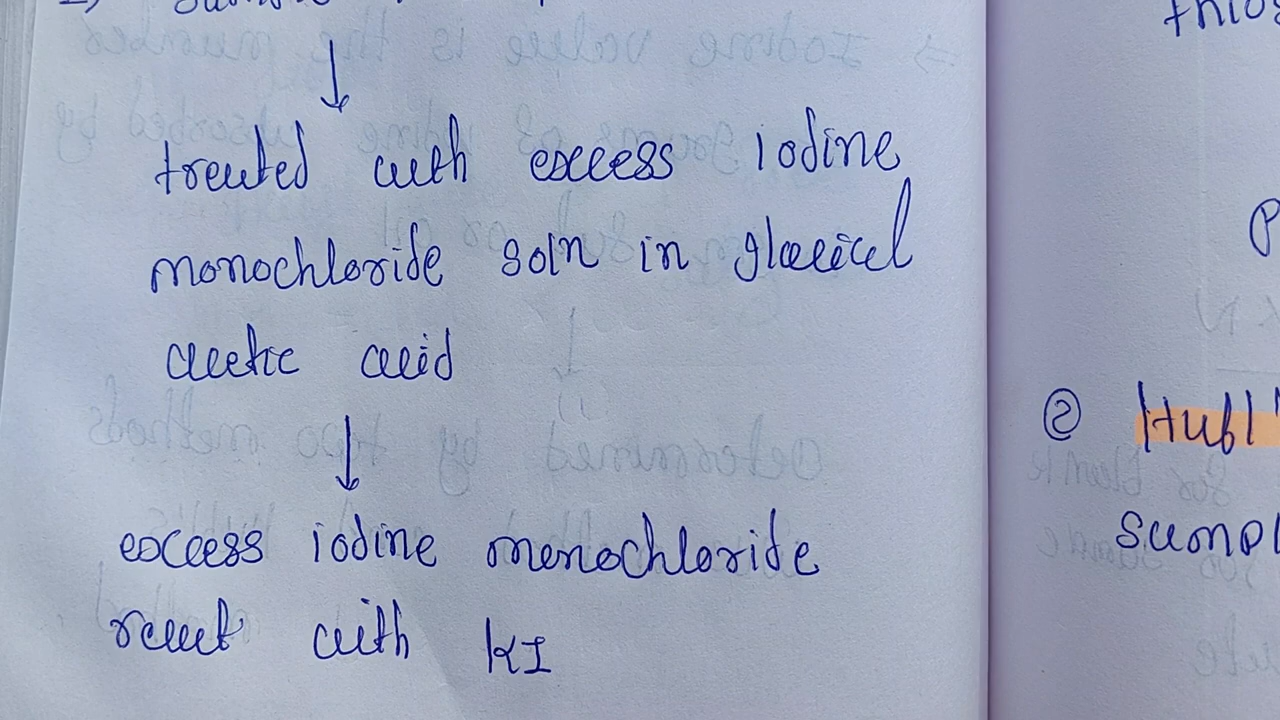 treated with excess iodine
monochloride soln in glacial
acetic acid
excess iodine monochloride
react with KI
② Hubl
sampl